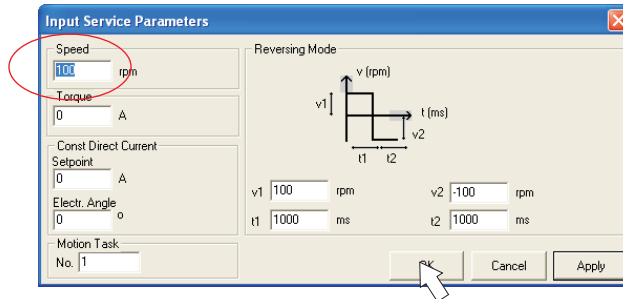 Input Service Parameters
Speed
100 rpm
Torque
0 A
Const Direct Current
Setpoint
0 A
Electr. Angle
0 o
Motion Task
No. 1
Reversing Mode
v (rpm)
v1
t (ms)
v2
t1 t2
v1 100 rpm v2 -100 rpm
t1 1000 ms t2 1000 ms
OK Cancel Apply